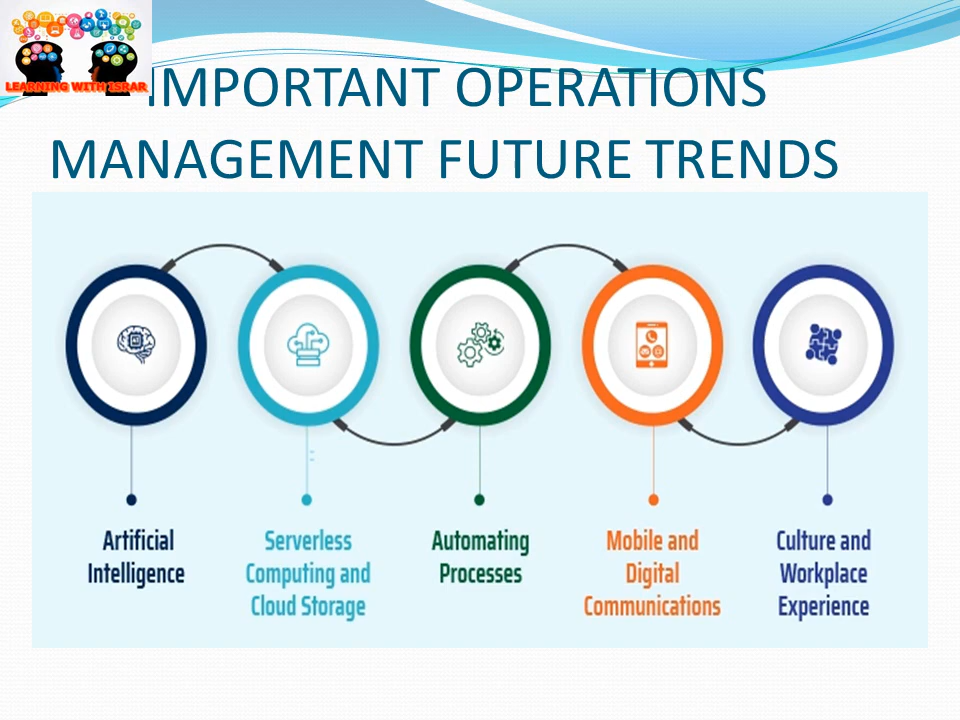 LEARNING WITH ISRAR
IMPORTANT OPERATIONS
MANAGEMENT FUTURE TRENDS
AI
Artificial
Intelligence
Serverless
Computing and
Cloud Storage
Automating
Processes
Mobile and
Digital
Communications
Culture and
Workplace
Experience